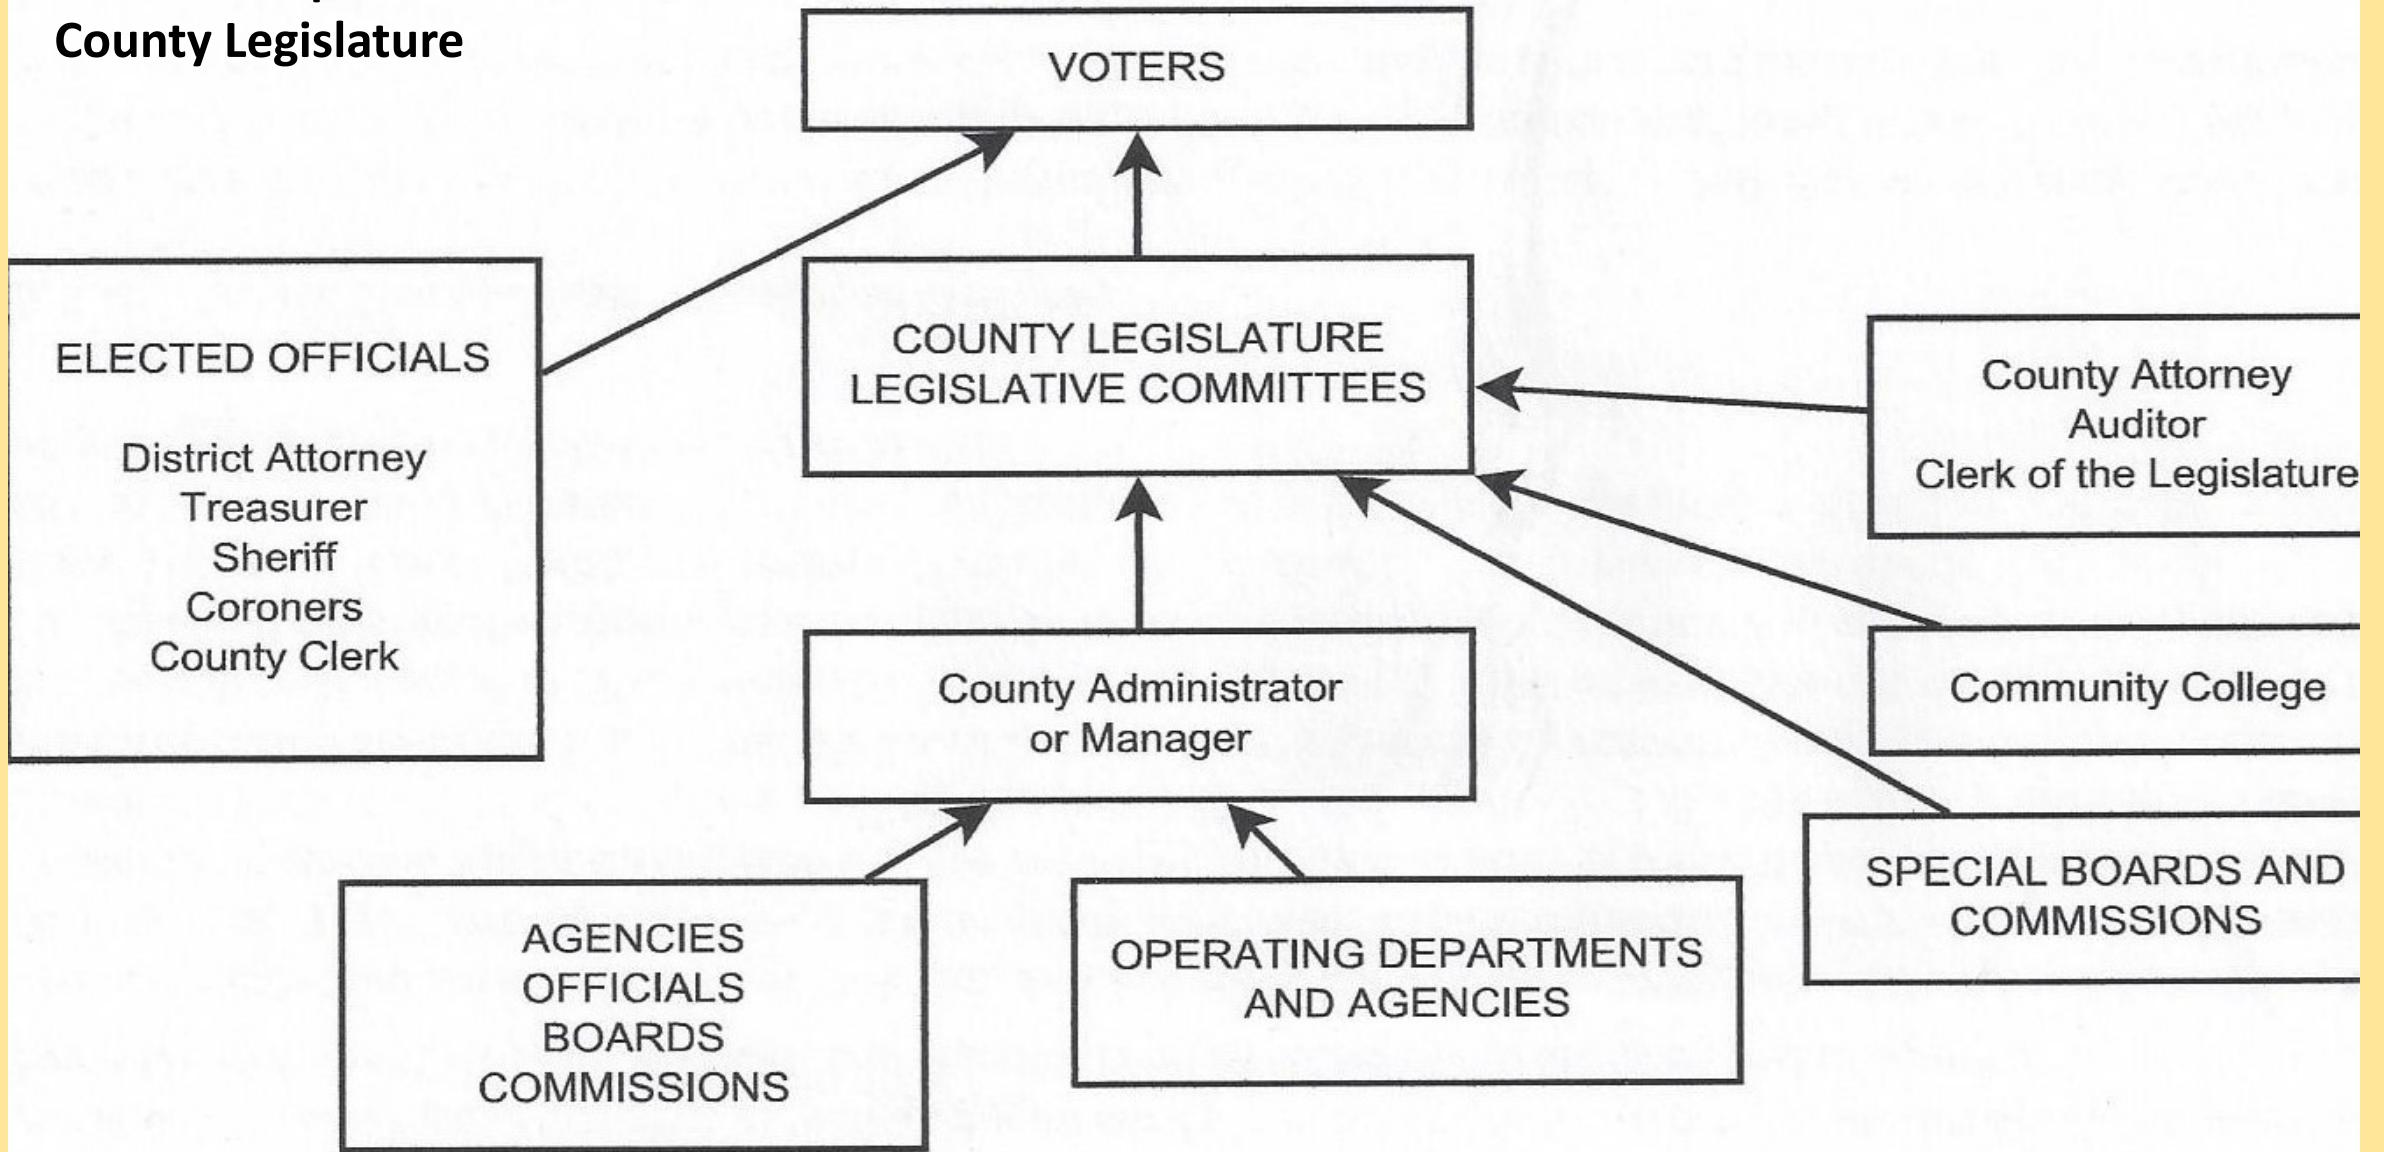 County Legislature
VOTERS
ELECTED OFFICIALS
District Attorney
Treasurer
Sheriff
Coroners
County Clerk
COUNTY LEGISLATURE
LEGISLATIVE COMMITTEES
County Attorney
Auditor
Clerk of the Legislature
County Administrator
or Manager
Community College
SPECIAL BOARDS AND
COMMISSIONS
AGENCIES
OFFICIALS
BOARDS
COMMISSIONS
OPERATING DEPARTMENTS
AND AGENCIES